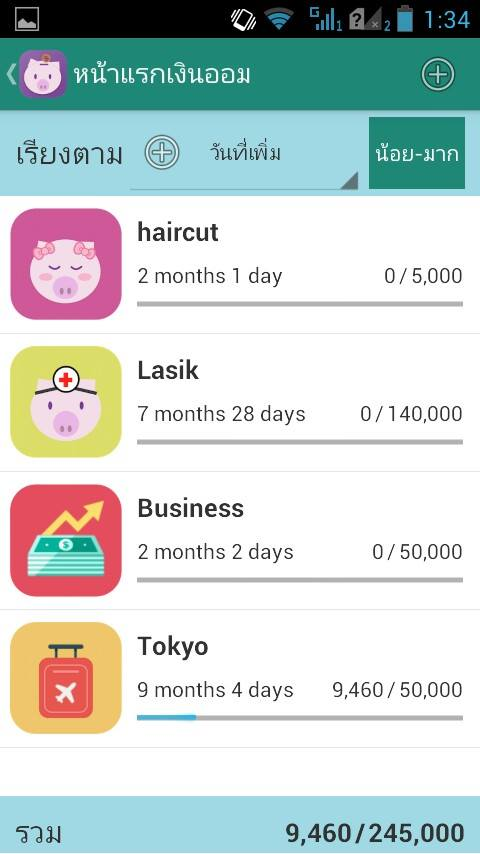 1:34
หน้าแรกเงินออม
เรียงตาม วันที่เพิ่ม น้อย-มาก
haircut
2 months 1 day 0/5,000
Lasik
7 months 28 days 0/140,000
Business
2 months 2 days 0/50,000
Tokyo
9 months 4 days 9,460/50,000
รวม 9,460/245,000